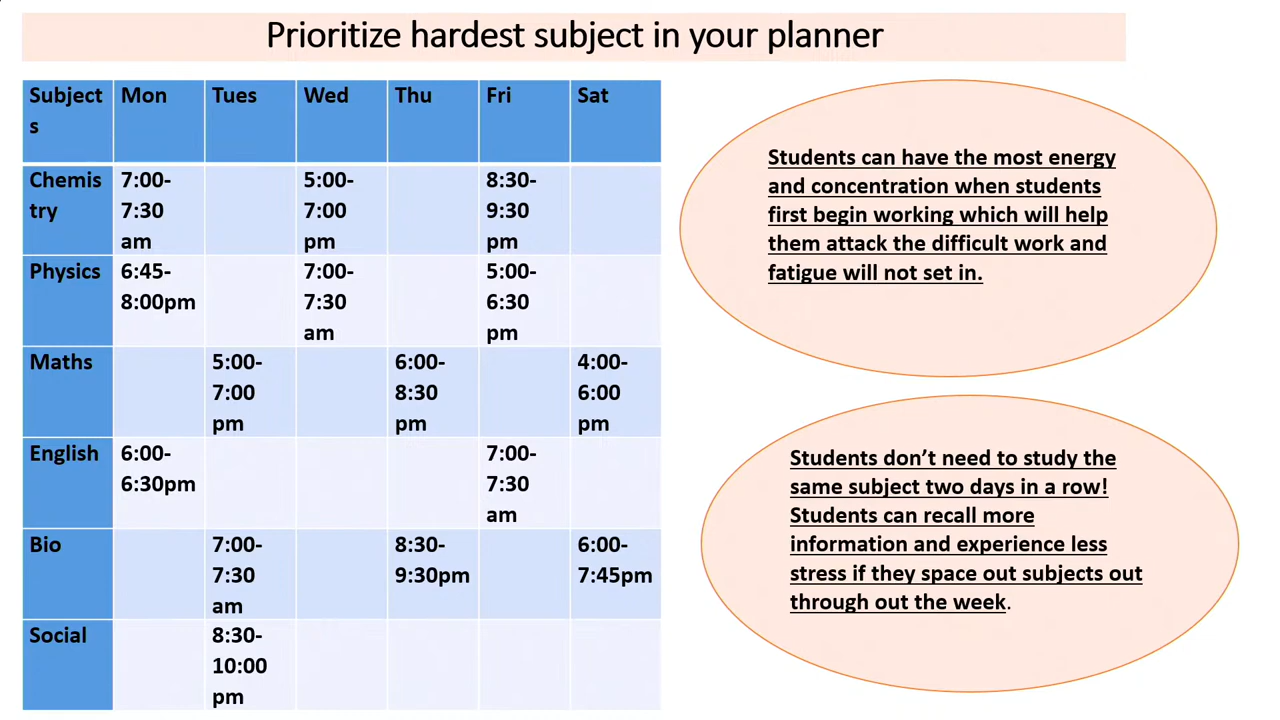 Prioritize hardest subject in your planner
Subject
s
Mon
Tues
Wed
Thu
Fri
Sat
Chemis
try
7:00-
7:30
am
5:00-
7:00
pm
8:30-
9:30
pm
Physics
6:45-
8:00pm
7:00-
7:30
am
5:00-
6:30
pm
Maths
5:00-
7:00
pm
6:00-
8:30
pm
4:00-
6:00
pm
English
6:00-
6:30pm
7:00-
7:30
am
Bio
7:00-
7:30
am
8:30-
9:30pm
6:00-
7:45pm
Social
8:30-
10:00
pm
Students can have the most energy
and concentration when students
first begin working which will help
them attack the difficult work and
fatigue will not set in.
Students don’t need to study the
same subject two days in a row!
Students can recall more
information and experience less
stress if they space out subjects out
through out the week.